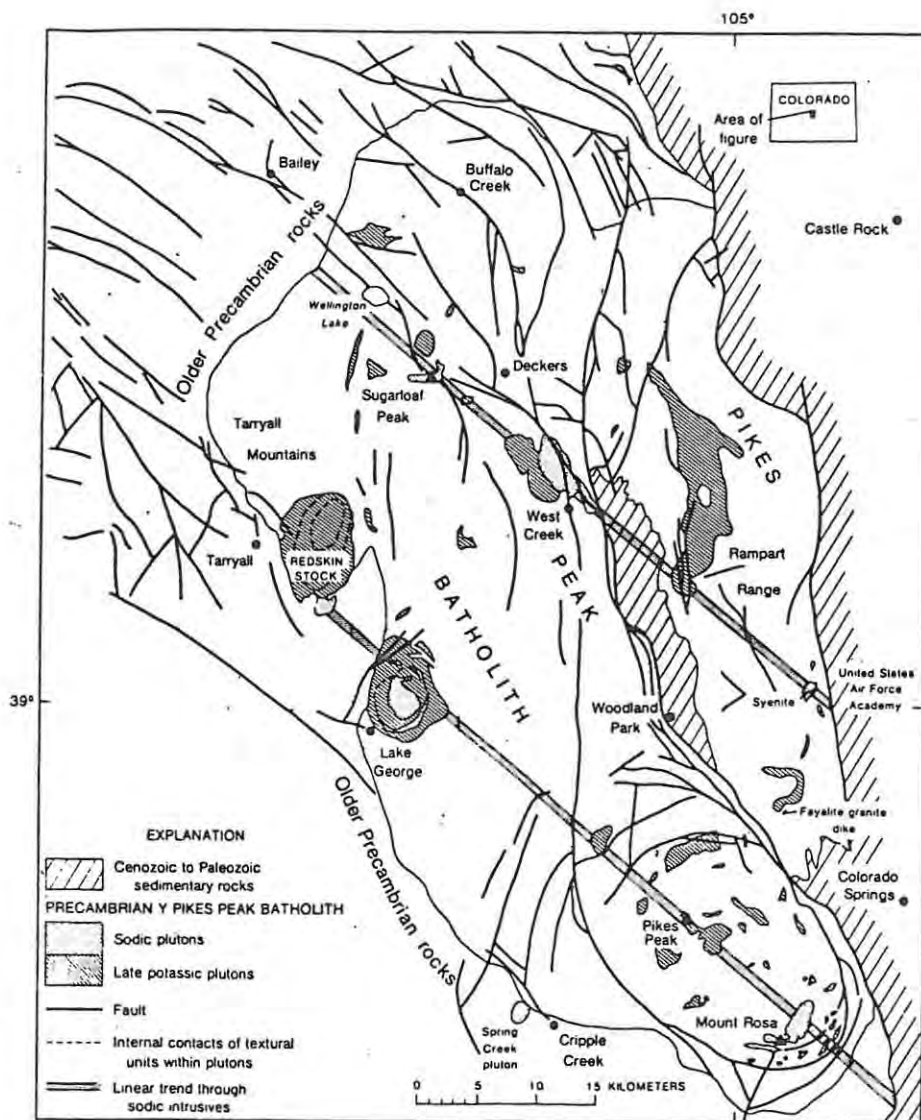 105°
COLORADO
Area of
figure
Bailey
Buffalo
Creek
Castle Rock
Older Precambrian rocks
Wellington
Lake
Deckers
Sugarloaf
Peak
PIKES
Tarryall
Mountains
West
Creek
PEAK
Tarryall
REDSKIN
STOCK
Rampart
Range
BATHOLITH
39°
United States
Air Force
Academy
Syenite
Woodland
Park
Lake
George
Older Precambrian rocks
Fayalite granite
dike
Colorado
Springs
Pikes
Peak
Mount Rosa
Spring
Creek
pluton
Cripple
Creek
EXPLANATION
Cenozoic to Paleozoic
sedimentary rocks
PRECAMBRIAN Y PIKES PEAK BATHOLITH
Sodic plutons
Late potassic plutons
Fault
Internal contacts of textural
units within plutons
Linear trend through
sodic intrusives
0 5 10 15 KILOMETERS